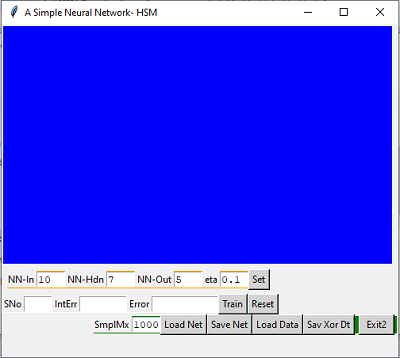 A Simple Neural Network- HSM
NN-In 10 NN-Hdn 7 NN-Out 5 eta 0.1 Set
SNo IntErr Error Train Reset
SmplMx 1000 Load Net Save Net Load Data Sav Xor Dt Exit2